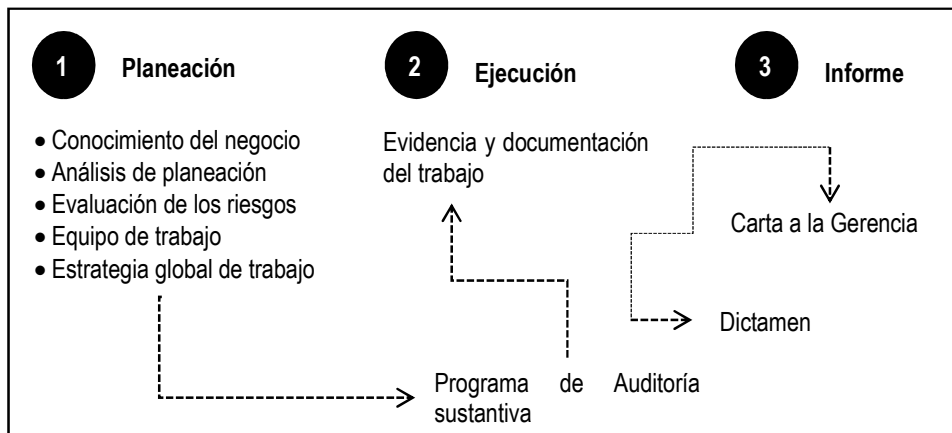 1 Planeación
• Conocimiento del negocio
• Análisis de planeación
• Evaluación de los riesgos
• Equipo de trabajo
• Estrategia global de trabajo
2 Ejecución
Evidencia y documentación
del trabajo
Programa de Auditoría
sustantiva
3 Informe
Carta a la Gerencia
Dictamen